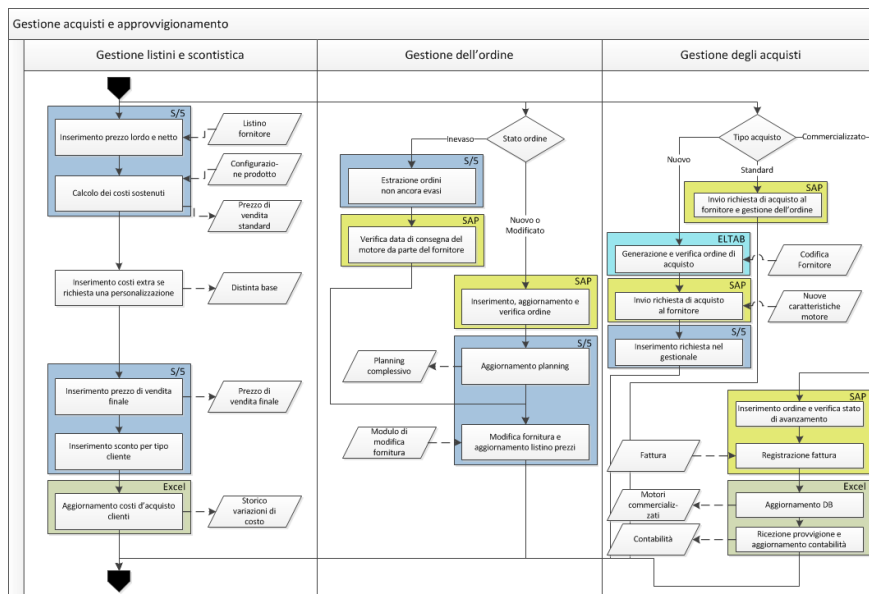 Gestione acquisti e approvvigionamento
Gestione listini e scontistica
Gestione dell'ordine
Gestione degli acquisti
S/5
Inserimento prezzo lordo e netto
Listino
fornitore
Calcolo dei costi sostenuti
Configurazio-
ne prodotto
Prezzo di
vendita
standard
Inserimento costi extra se
richiesta una personalizzazione
Distinta base
S/5
Inserimento prezzo di vendita
finale
Prezzo di
vendita finale
Inserimento sconto per tipo
cliente
Excel
Aggiornamento costi d'acquisto
clienti
Storico
variazioni di
costo
Stato ordine
Inevaso
S/5
Estrazione ordini
non ancora evasi
SAP
Verifica data di consegna del
motore da parte del fornitore
Nuovo o
Modificato
SAP
Inserimento, aggiornamento e
verifica ordine
S/5
Planning
complessivo
Aggiornamento planning
Modulo di
modifica
fornitura
Modifica fornitura e
aggiornamento listino prezzi
Tipo acquisto
Commercializzato
Nuovo
Standard
SAP
Invio richiesta di acquisto al
fornitore e gestione dell'ordine
ELTAB
Generazione e verifica ordine di
acquisto
Codifica
Fornitore
SAP
Invio richiesta di acquisto
al fornitore
Nuove
caratteristiche
motore
S/5
Inserimento richiesta nel
gestionale
SAP
Inserimento ordine e verifica stato
di avanzamento
Fattura
Registrazione fattura
Excel
Motori
commercializ-
zati
Aggiornamento DB
Contabilità
Ricezione provvigione e
aggiornamento contabilità